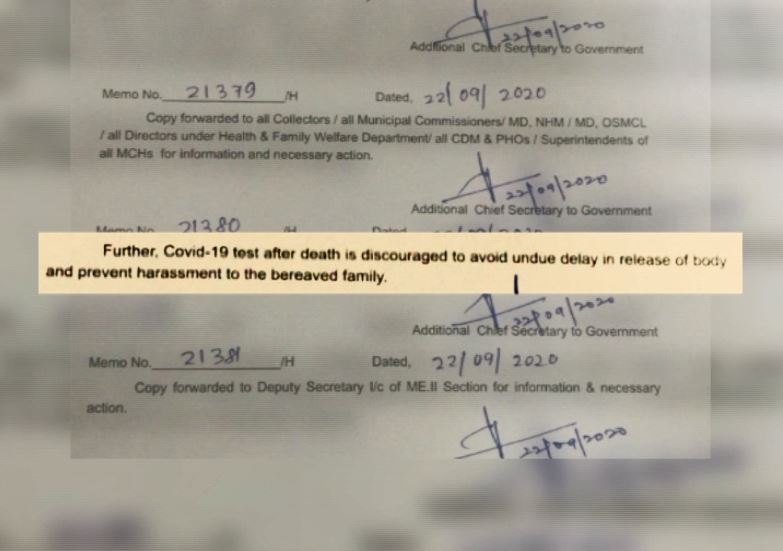 22/09/2020
Additional Chief Secretary to Government
Memo No. 21379 /H Dated, 22/09/2020
Copy forwarded to all Collectors / all Municipal Commissioners/ MD, NHM / MD, OSMCL
/ all Directors under Health & Family Welfare Department/ all CDM & PHOs / Superintendents of
all MCHs for information and necessary action.
22/09/2020
Additional Chief Secretary to Government
Memo No. 21380 /H Dated
Further, Covid-19 test after death is discouraged to avoid undue delay in release of body
and prevent harassment to the bereaved family.
22/09/2020
Additional Chief Secretary to Government
Memo No. 21381 /H Dated, 22/09/2020
Copy forwarded to Deputy Secretary I/c of ME.II Section for information & necessary
action.
22/09/2020